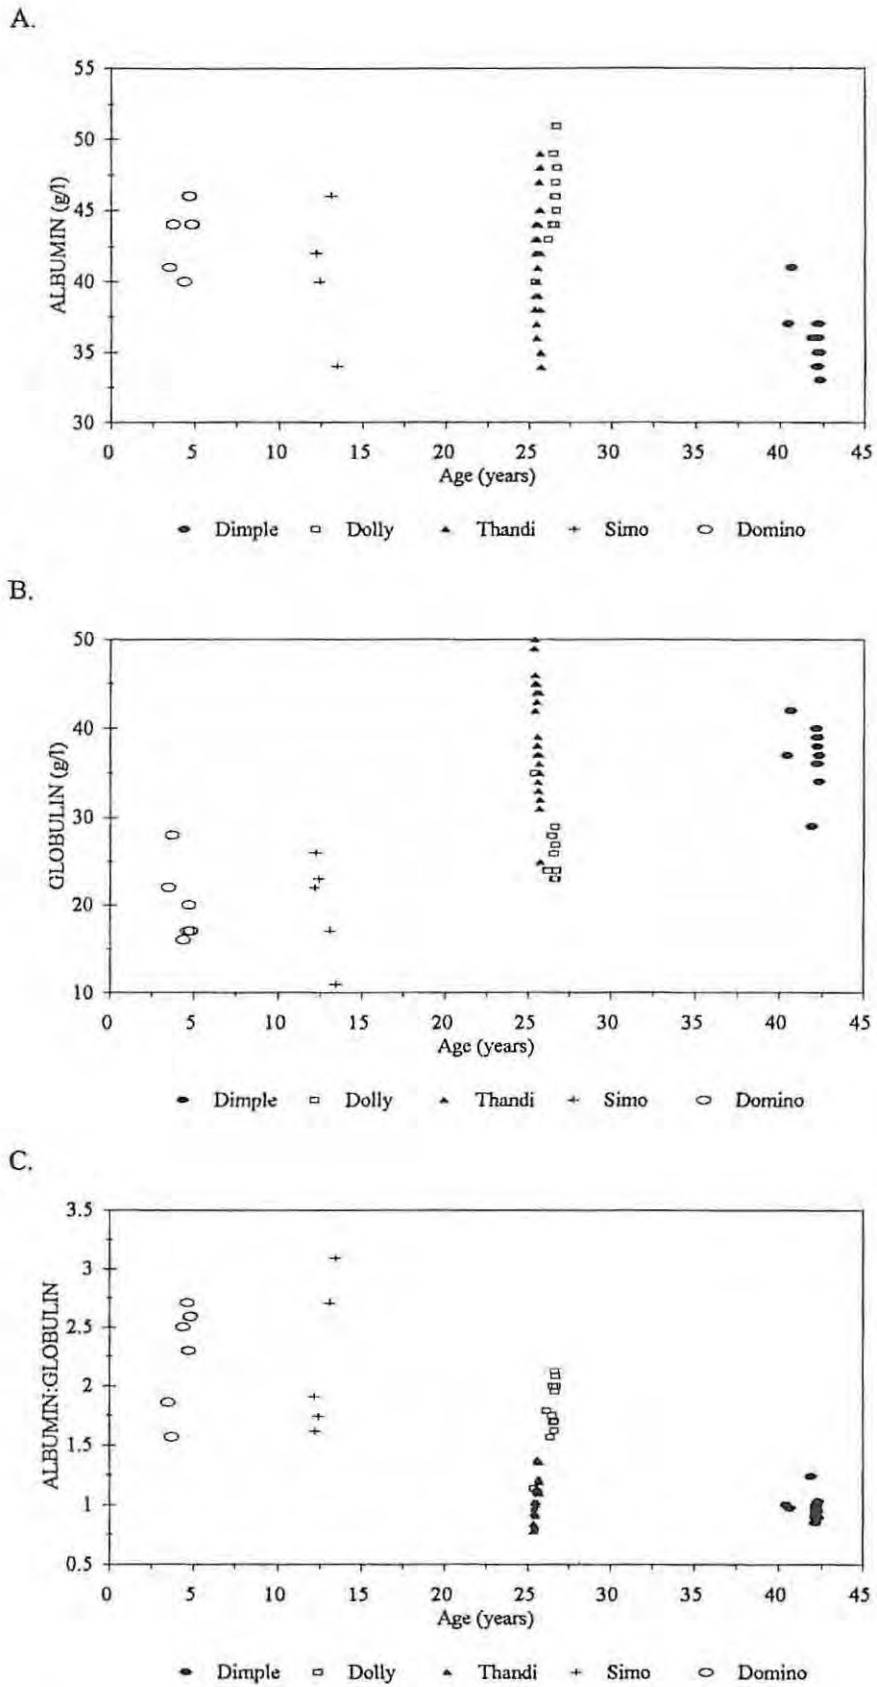 A.
55
50
45
40
35
30
ALBUMIN (g/l)
0 5 10 15 20 25 30 35 40 45
Age (years)
Dimple Dolly Thandi Simo Domino
B.
50
40
30
20
10
GLOBULIN (g/l)
0 5 10 15 20 25 30 35 40 45
Age (years)
Dimple Dolly Thandi Simo Domino
C.
3.5
3
2.5
2
1.5
1
0.5
ALBUMIN:GLOBULIN
0 5 10 15 20 25 30 35 40 45
Age (years)
Dimple Dolly Thandi Simo Domino